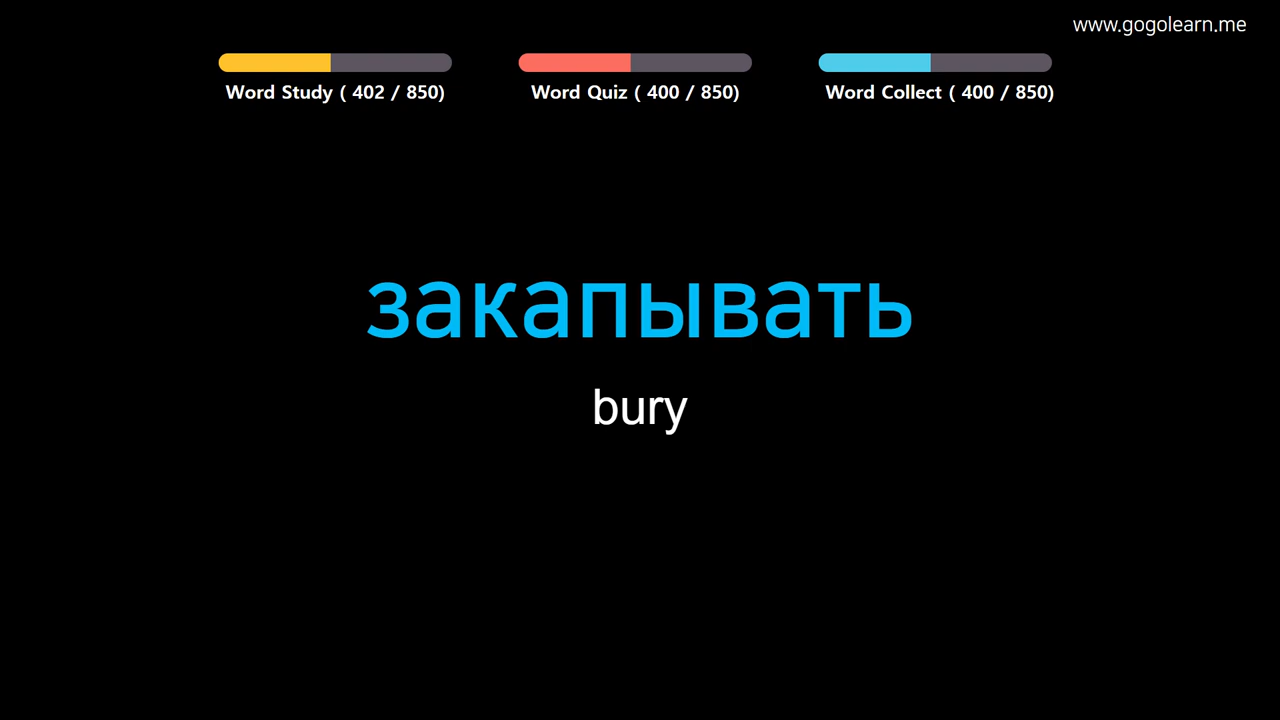 www.gogolearn.me
Word Study ( 402 / 850)
Word Quiz ( 400 / 850)
Word Collect ( 400 / 850)
закапывать
bury